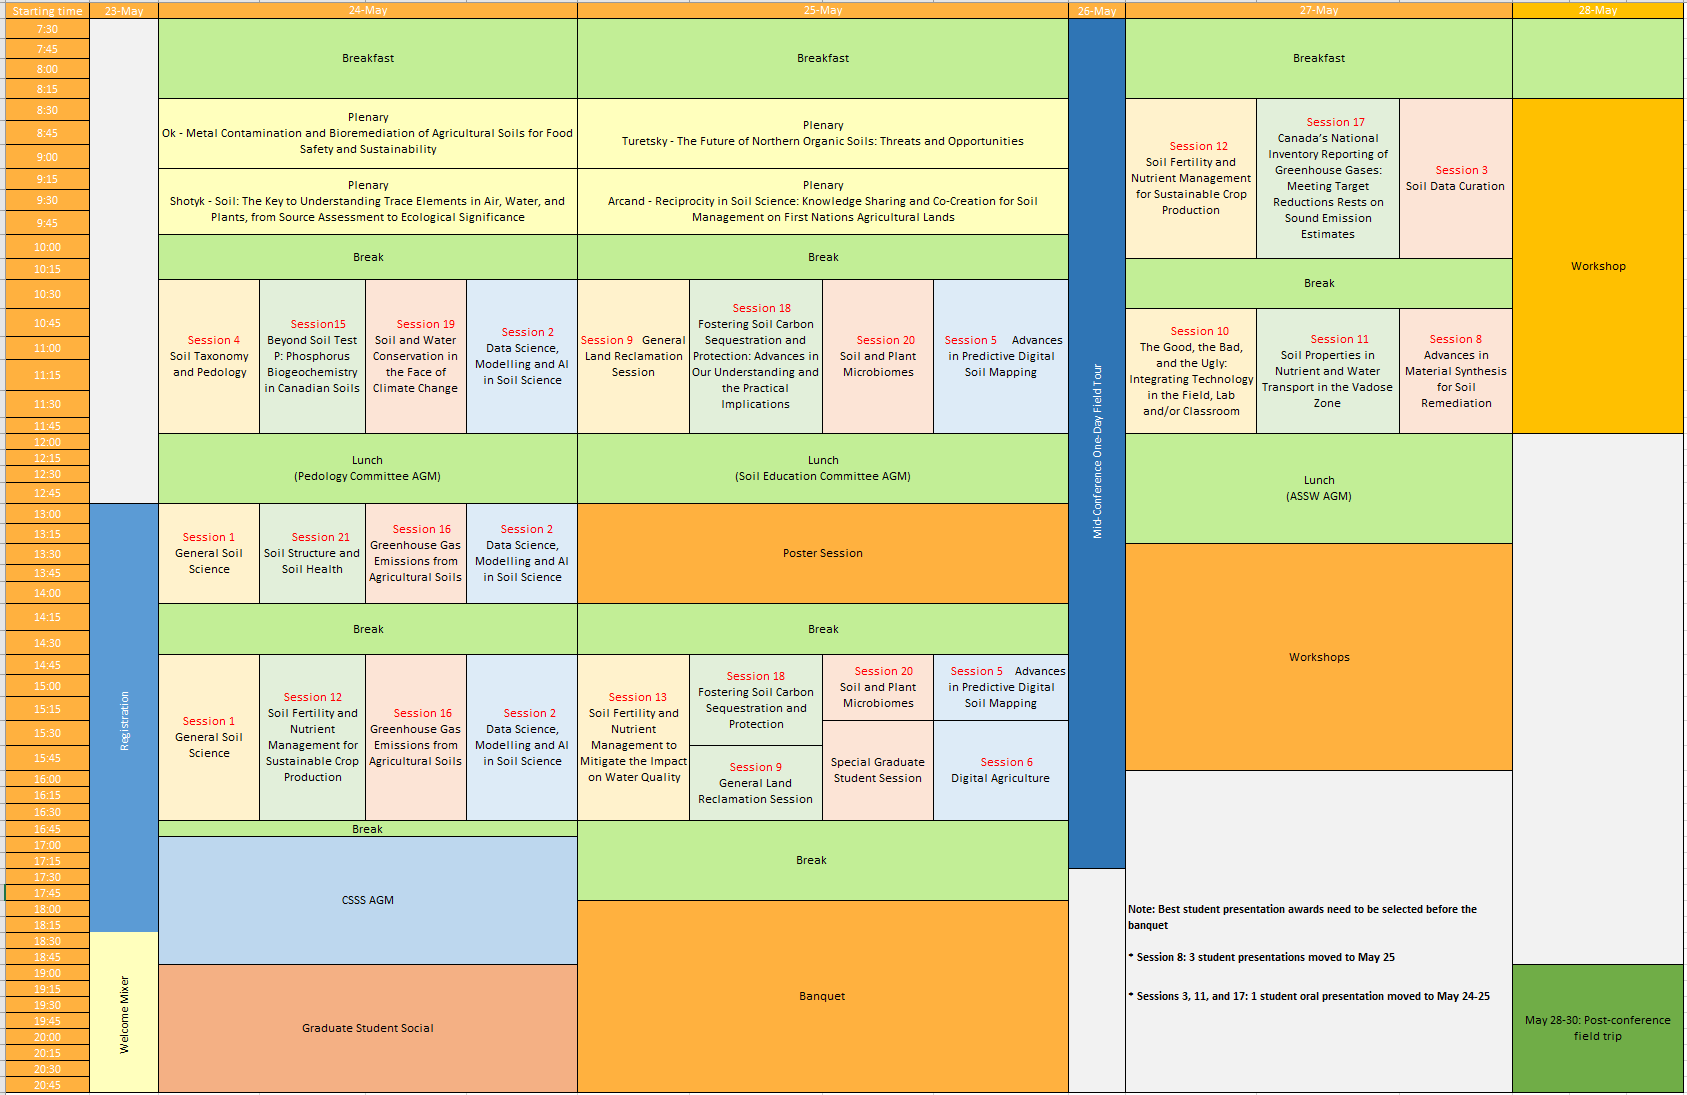 Starting time
23-May
24-May
25-May
26-May
27-May
28-May
7:30
7:45
8:00
8:15
8:30
8:45
9:00
9:15
9:30
9:45
10:00
10:15
10:30
10:45
11:00
11:15
11:30
11:45
12:00
12:15
12:30
12:45
13:00
13:15
13:30
13:45
14:00
14:15
14:30
14:45
15:00
15:15
15:30
15:45
16:00
16:15
16:30
16:45
17:00
17:15
17:30
17:45
18:00
18:15
18:30
18:45
19:00
19:15
19:30
19:45
20:00
20:15
20:30
20:45
Registration
Welcome Mixer
Breakfast
Plenary
Ok - Metal Contamination and Bioremediation of Agricultural Soils for Food
Safety and Sustainability
Plenary
Shotyk - Soil: The Key to Understanding Trace Elements in Air, Water, and
Plants, from Source Assessment to Ecological Significance
Break
Session 4
Soil Taxonomy
and Pedology
Session15
Beyond Soil Test
P: Phosphorus
Biogeochemistry
in Canadian Soils
Session 19
Soil and Water
Conservation in
the Face of
Climate Change
Session 2
Data Science,
Modelling and AI
in Soil Science
Lunch
(Pedology Committee AGM)
Session 1
General Soil
Science
Session 21
Soil Structure and
Soil Health
Session 16
Greenhouse Gas
Emissions from
Agricultural Soils
Session 2
Data Science,
Modelling and AI
in Soil Science
Break
Session 1
General Soil
Science
Session 12
Soil Fertility and
Nutrient
Management for
Sustainable Crop
Production
Session 16
Greenhouse Gas
Emissions from
Agricultural Soils
Session 2
Data Science,
Modelling and AI
in Soil Science
Break
CSSS AGM
Graduate Student Social
Breakfast
Plenary
Turetsky - The Future of Northern Organic Soils: Threats and Opportunities
Plenary
Arcand - Reciprocity in Soil Science: Knowledge Sharing and Co-Creation for Soil
Management on First Nations Agricultural Lands
Break
Session 9 General
Land Reclamation
Session
Session 18
Fostering Soil Carbon
Sequestration and
Protection: Advances in
Our Understanding and
the Practical
Implications
Session 20
Soil and Plant
Microbiomes
Session 5 Advances
in Predictive Digital
Soil Mapping
Lunch
(Soil Education Committee AGM)
Poster Session
Break
Session 13
Soil Fertility and
Nutrient
Management to
Mitigate the Impact
on Water Quality
Session 18
Fostering Soil Carbon
Sequestration and
Protection
Session 9
General Land
Reclamation Session
Session 20
Soil and Plant
Microbiomes
Special Graduate
Student Session
Session 5 Advances
in Predictive Digital
Soil Mapping
Session 6
Digital Agriculture
Break
Banquet
Mid-Conference One-Day Field Tour
Breakfast
Session 12
Soil Fertility and
Nutrient
Management
for Sustainable Crop
Production
Session 17
Canada's National
Inventory Reporting of
Greenhouse Gases:
Meeting Target
Reductions Rests on
Sound Emission
Estimates
Session 3
Soil Data Curation
Break
Session 10
The Good, the Bad,
and the Ugly:
Integrating Technology
in the Field, Lab
and/or Classroom
Session 11
Soil Properties in
Nutrient and Water
Transport in the Vadose
Zone
Session 8
Advances in
Material Synthesis
for Soil
Remediation
Lunch
(ASSW AGM)
Workshops
Note: Best student presentation awards need to be selected before the
banquet
* Session 8: 3 student presentations moved to May 25
* Sessions 3, 11, and 17: 1 student oral presentation moved to May 24-25
Workshop
May 28-30: Post-conference
field trip